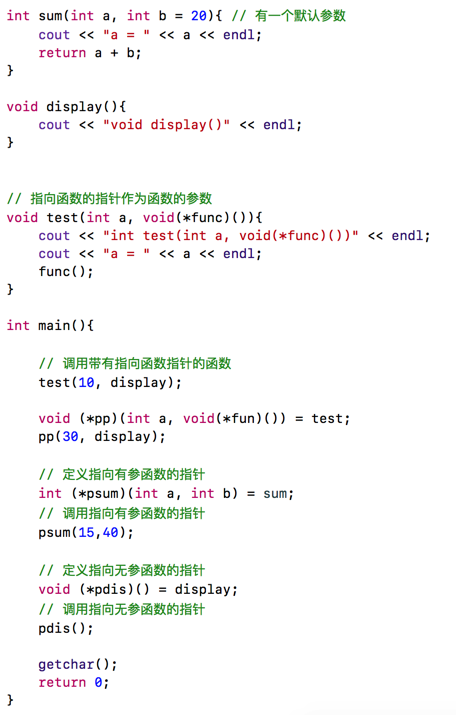 int sum(int a, int b = 20){ // 有一个默认参数
    cout << "a = " << a << endl;
    return a + b;
}

void display(){
    cout << "void display()" << endl;
}


// 指向函数的指针作为函数的参数
void test(int a, void(*func)()){
    cout << "int test(int a, void(*func)())" << endl;
    cout << "a = " << a << endl;
    func();
}

int main(){

    // 调用带有指向函数指针的函数
    test(10, display);

    void (*pp)(int a, void(*fun)()) = test;
    pp(30, display);

    // 定义指向有参函数的指针
    int (*psum)(int a, int b) = sum;
    // 调用指向有参函数的指针
    psum(15,40);

    // 定义指向无参函数的指针
    void (*pdis)() = display;
    // 调用指向无参函数的指针
    pdis();

    getchar();
    return 0;
}